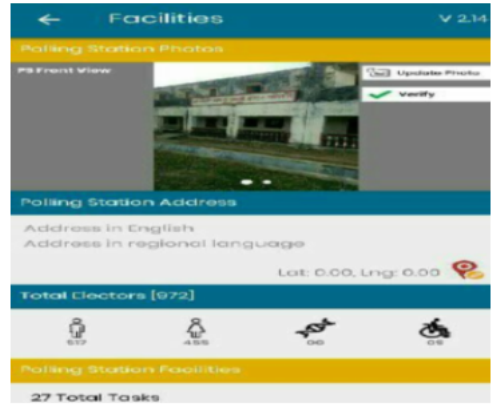 Facilities V 2.14
Polling Station Photos
PS Front View
Update Photo
Verify
Polling Station Address
Address in English
Address in regional language
Lat: 0.00, Lng: 0.00
Total Electors [972]
517 455 00 09
Polling Station Facilities
27 Total Tasks